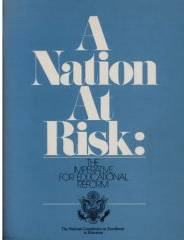 A
Nation
At
Risk:
THE
IMPERATIVE
FOR EDUCATIONAL
REFORM
The National Commission on Excellence
in Education